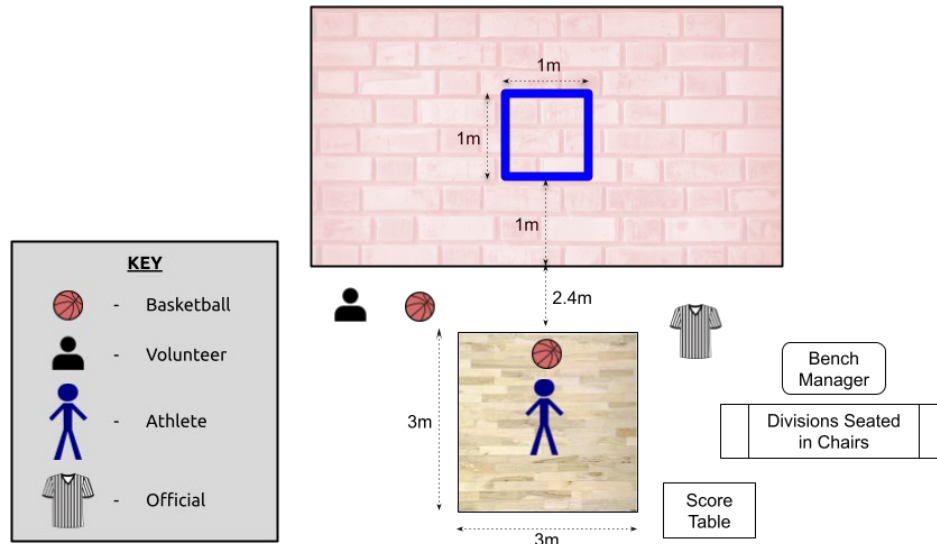 1m
1m
1m
2.4m
KEY
- Basketball
- Volunteer
- Athlete
- Official
3m
3m
Bench
Manager
Divisions Seated
in Chairs
Score
Table